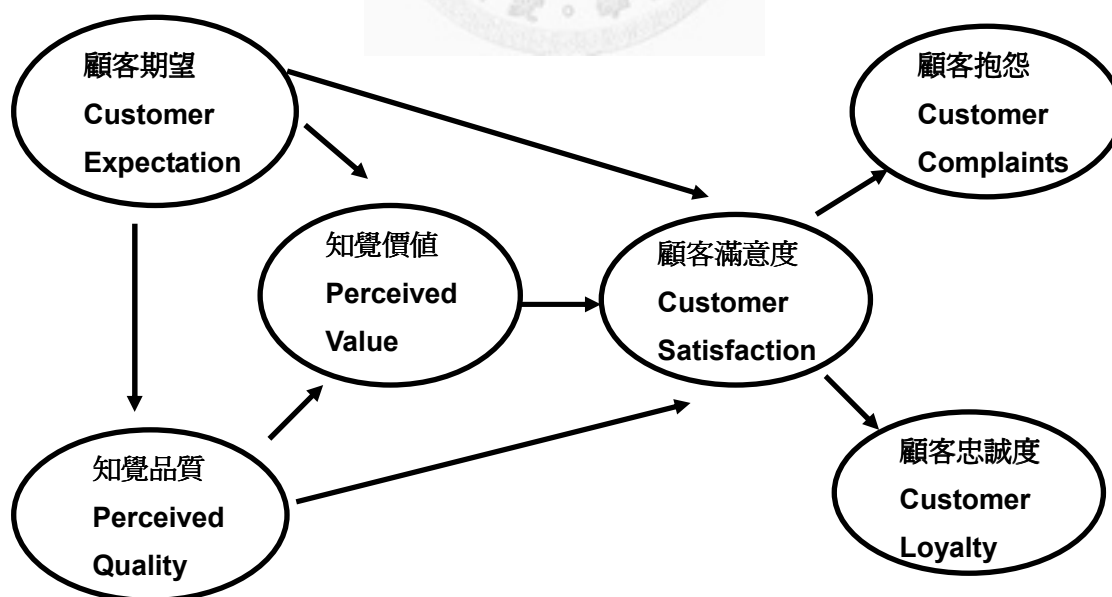 顧客期望
Customer
Expectation
顧客抱怨
Customer
Complaints
知覺價值
Perceived
Value
顧客滿意度
Customer
Satisfaction
知覺品質
Perceived
Quality
顧客忠誠度
Customer
Loyalty